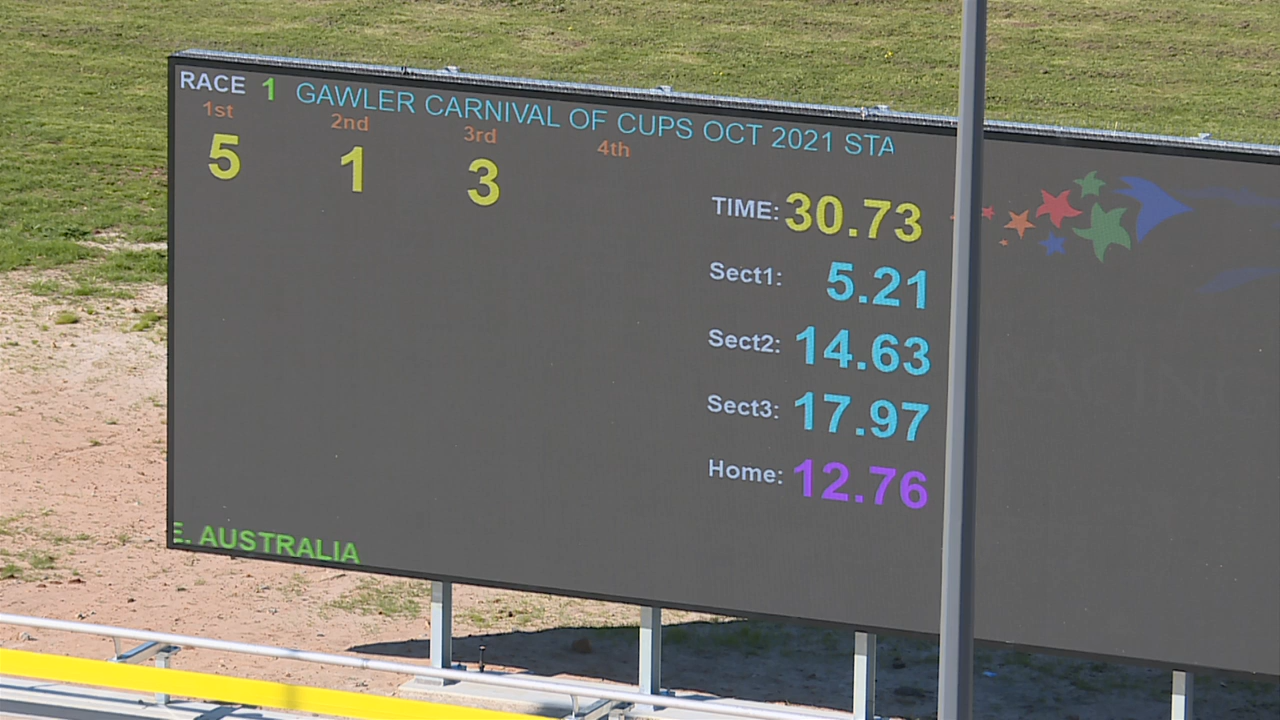 RACE 1 GAWLER CARNIVAL OF CUPS OCT 2021 STA
1st 2nd 3rd 4th
5 1 3
TIME: 30.73
Sect1: 5.21
Sect2: 14.63
Sect3: 17.97
Home: 12.76
RACING
E. AUSTRALIA